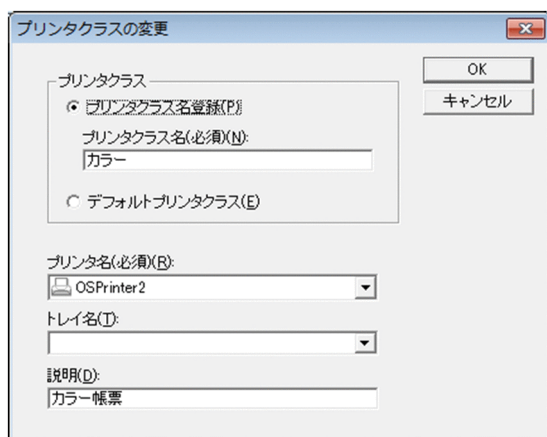 プリンタクラスの変更
プリンタクラス
プリンタクラス名登録(P)
プリンタクラス名(必須)(N):
カラー
デフォルトプリンタクラス(E)
OK
キャンセル
プリンタ名(必須)(R):
OSPrinter2
トレイ名(T):
説明(D):
カラー帳票